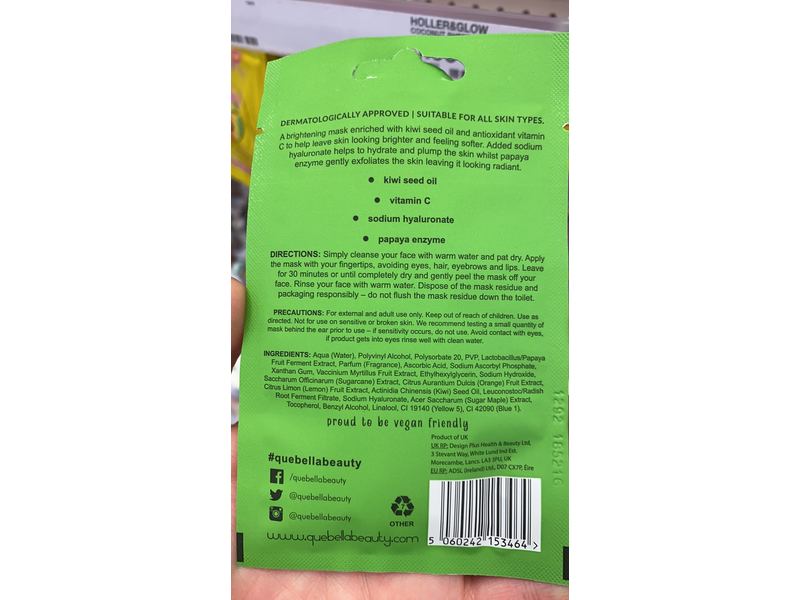 HOLLER&GLOW
DERMATOLOGICALLY APPROVED | SUITABLE FOR ALL SKIN TYPES.
A brightening mask enriched with kiwi seed oil and antioxidant vitamin
C to help leave skin looking brighter and feeling softer. Added sodium
hyaluronate helps to hydrate and plump the skin whilst papaya
enzyme gently exfoliates the skin leaving it looking radiant.
• kiwi seed oil
• vitamin C
• sodium hyaluronate
• papaya enzyme
DIRECTIONS: Simply cleanse your face with warm water and pat dry. Apply
the mask with your fingertips, avoiding eyes, hair, eyebrows and lips. Leave
for 30 minutes or until completely dry and gently peel the mask off your
face. Rinse your face with warm water. Dispose of the mask residue and
packaging responsibly – do not flush the mask residue down the toilet.
PRECAUTIONS: For external and adult use only. Keep out of reach of children. Use as
directed. Not for use on sensitive or broken skin. We recommend testing a small quantity of
mask behind the ear prior to use – if sensitivity occurs, do not use. Avoid contact with eyes,
if product gets into eyes rinse well with clean water.
INGREDIENTS: Aqua (Water), Polyvinyl Alcohol, Polysorbate 20, PVP, Lactobacillus/Papaya
Fruit Ferment Extract, Parfum (Fragrance), Ascorbic Acid, Sodium Ascorbyl Phosphate,
Xanthan Gum, Vaccinium Myrtillus Fruit Extract, Ethylhexylglycerin, Sodium Hydroxide,
Saccharum Officinarum (Sugarcane) Extract, Citrus Aurantium Dulcis (Orange) Fruit Extract,
Citrus Limon (Lemon) Fruit Extract, Actinidia Chinensis (Kiwi) Seed Oil, Leuconostoc/Radish
Root Ferment Filtrate, Sodium Hyaluronate, Acer Saccharum (Sugar Maple) Extract,
Tocopherol, Benzyl Alcohol, Linalool, CI 19140 (Yellow 5), CI 42090 (Blue 1).
proud to be vegan friendly
Product of UK
UK RP: Design Plus Health & Beauty Ltd,
3 Stevant Way, White Lund Ind Est,
Morecambe, Lancs. LA3 3PU, UK
EU RP: ADSL (Ireland) Ltd., D07 CX7P, Éire
#quebellabeauty
/quebellabeauty
@quebellabeauty
@quebellabeauty
7
OTHER
www.quebellabeauty.com
5 060242 153464 >
1292 165216